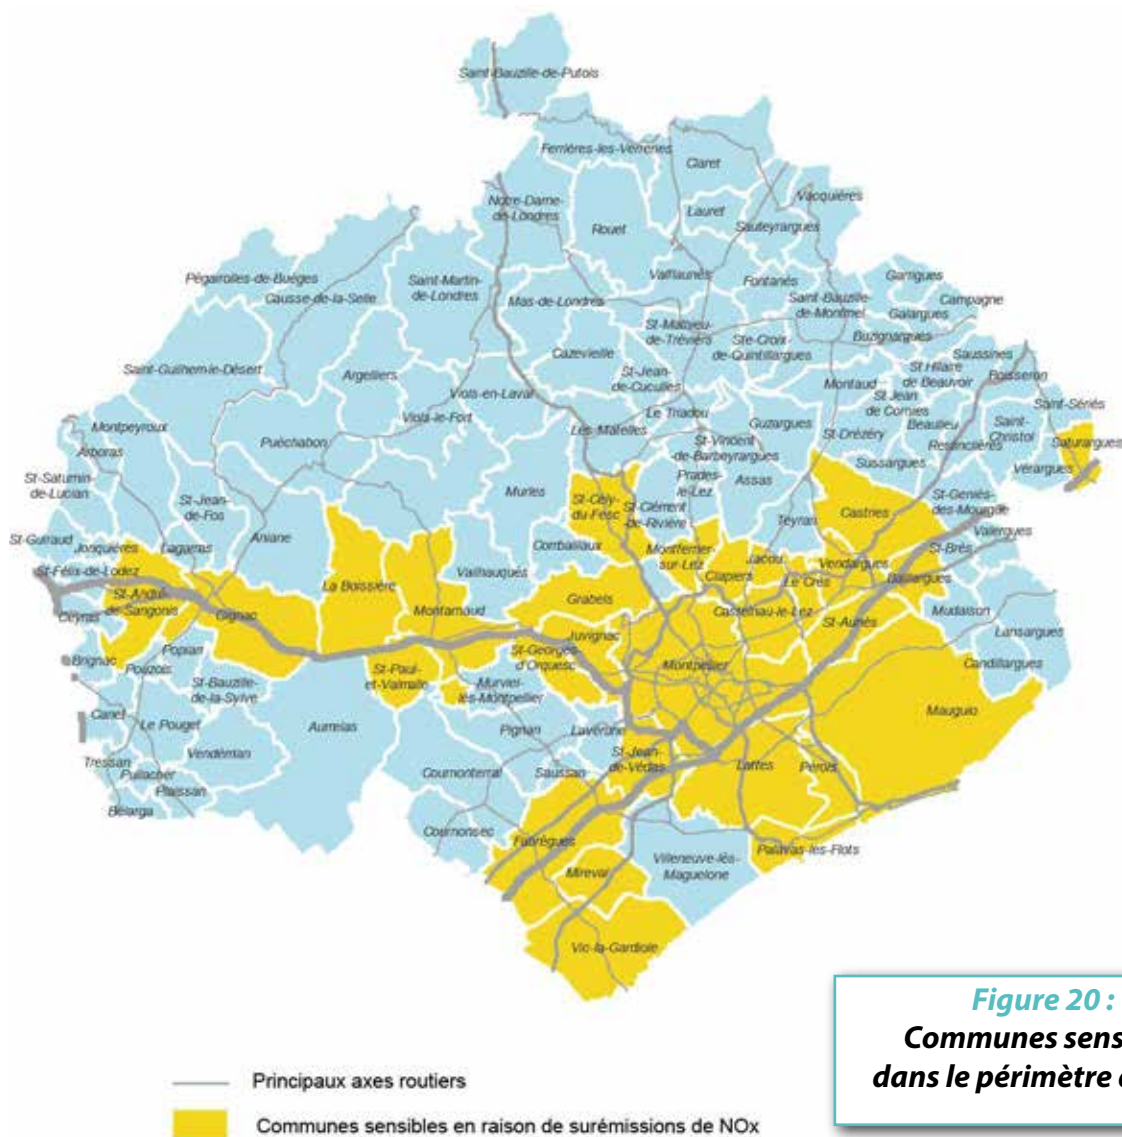 Saint-Bauzille-de-Putois
Ferrières-les-Verreries
Claret
Vacquières
Notre-Dame-
de-Londres
Lauret
Rouet
Sauteyrargues
Pégairolles-de-Buèges
Causse-de-la-Selle
Saint-Martin-
de-Londres
Valflaunès
Fontanès
Garrigues
Campagne
Galargues
Mas-de-Londres
Saint-Bauzille-
de-Montmel
St-Mathieu-
de-Tréviers
Ste-Croix-
de-Quintillargues
Buzignargues
Saussines
Boisseron
Saint-Guilhem-le-Désert
Argelliers
Cazevieille
St-Jean-
de-Cuculles
St Hilaire
de Beauvoir
Montaud
St Jean
de Cornies
Viols-en-Laval
Viols-le-Fort
Saint-Sériès
Montpeyroux
Arboras
Puéchabon
Le Triadou
Les-Matelles
Guzargues
St-Drézéry
Beaulieu
Restinclières
Saint-
Christol
Saturargues
Vérargues
St-Vincent
-de-Barbeyrargues
Sussargues
St-Saturnin-
de-Lucian
St-Jean-
de-Fos
Murles
Prades-
le-Lez
Assas
St-Gély-
du-Fesc
St-Clément
-de-Rivière
Teyran
Castries
St-Geniès-
des-Mourgues
Valergues
St-Guiraud
Jonquières
Lagamas
Aniane
Combaillaux
Montferrier-
sur-Lez
Jacou
Vendargues
St-Brès
St-Félix-de-Lodez
La Boissière
Vailhauquès
Clapiers
Le Crès
Baillargues
St-André-
de-Sangonis
Ceyras
Gignac
Montarnaud
Grabels
Castelnau-le-Lez
Mudaison
Lansargues
St-Aunès
Juvignac
Brignac
Popian
Pouzols
St-Paul-
et-Valmalle
St-Georges-
d'Orques
Montpellier
Candillargues
St-Bauzille-
de-la-Sylve
Murviel-
lès-Montpellier
Mauguio
Canet
Le Pouget
Aumelas
Pignan
Lavérune
Vendémian
St-Jean-
de-Védas
Lattes
Pérols
Tressan
Puilacher
Plaissan
Bélarga
Cournonterral
Saussan
Cournonsec
Fabrègues
Palavas-les-Flots
Villeneuve-lès-
Maguelone
Mireval
Vic-la-Gardiole
Figure 20 :
Communes sens
dans le périmètre
Principaux axes routiers
Communes sensibles en raison de surémissions de NOx